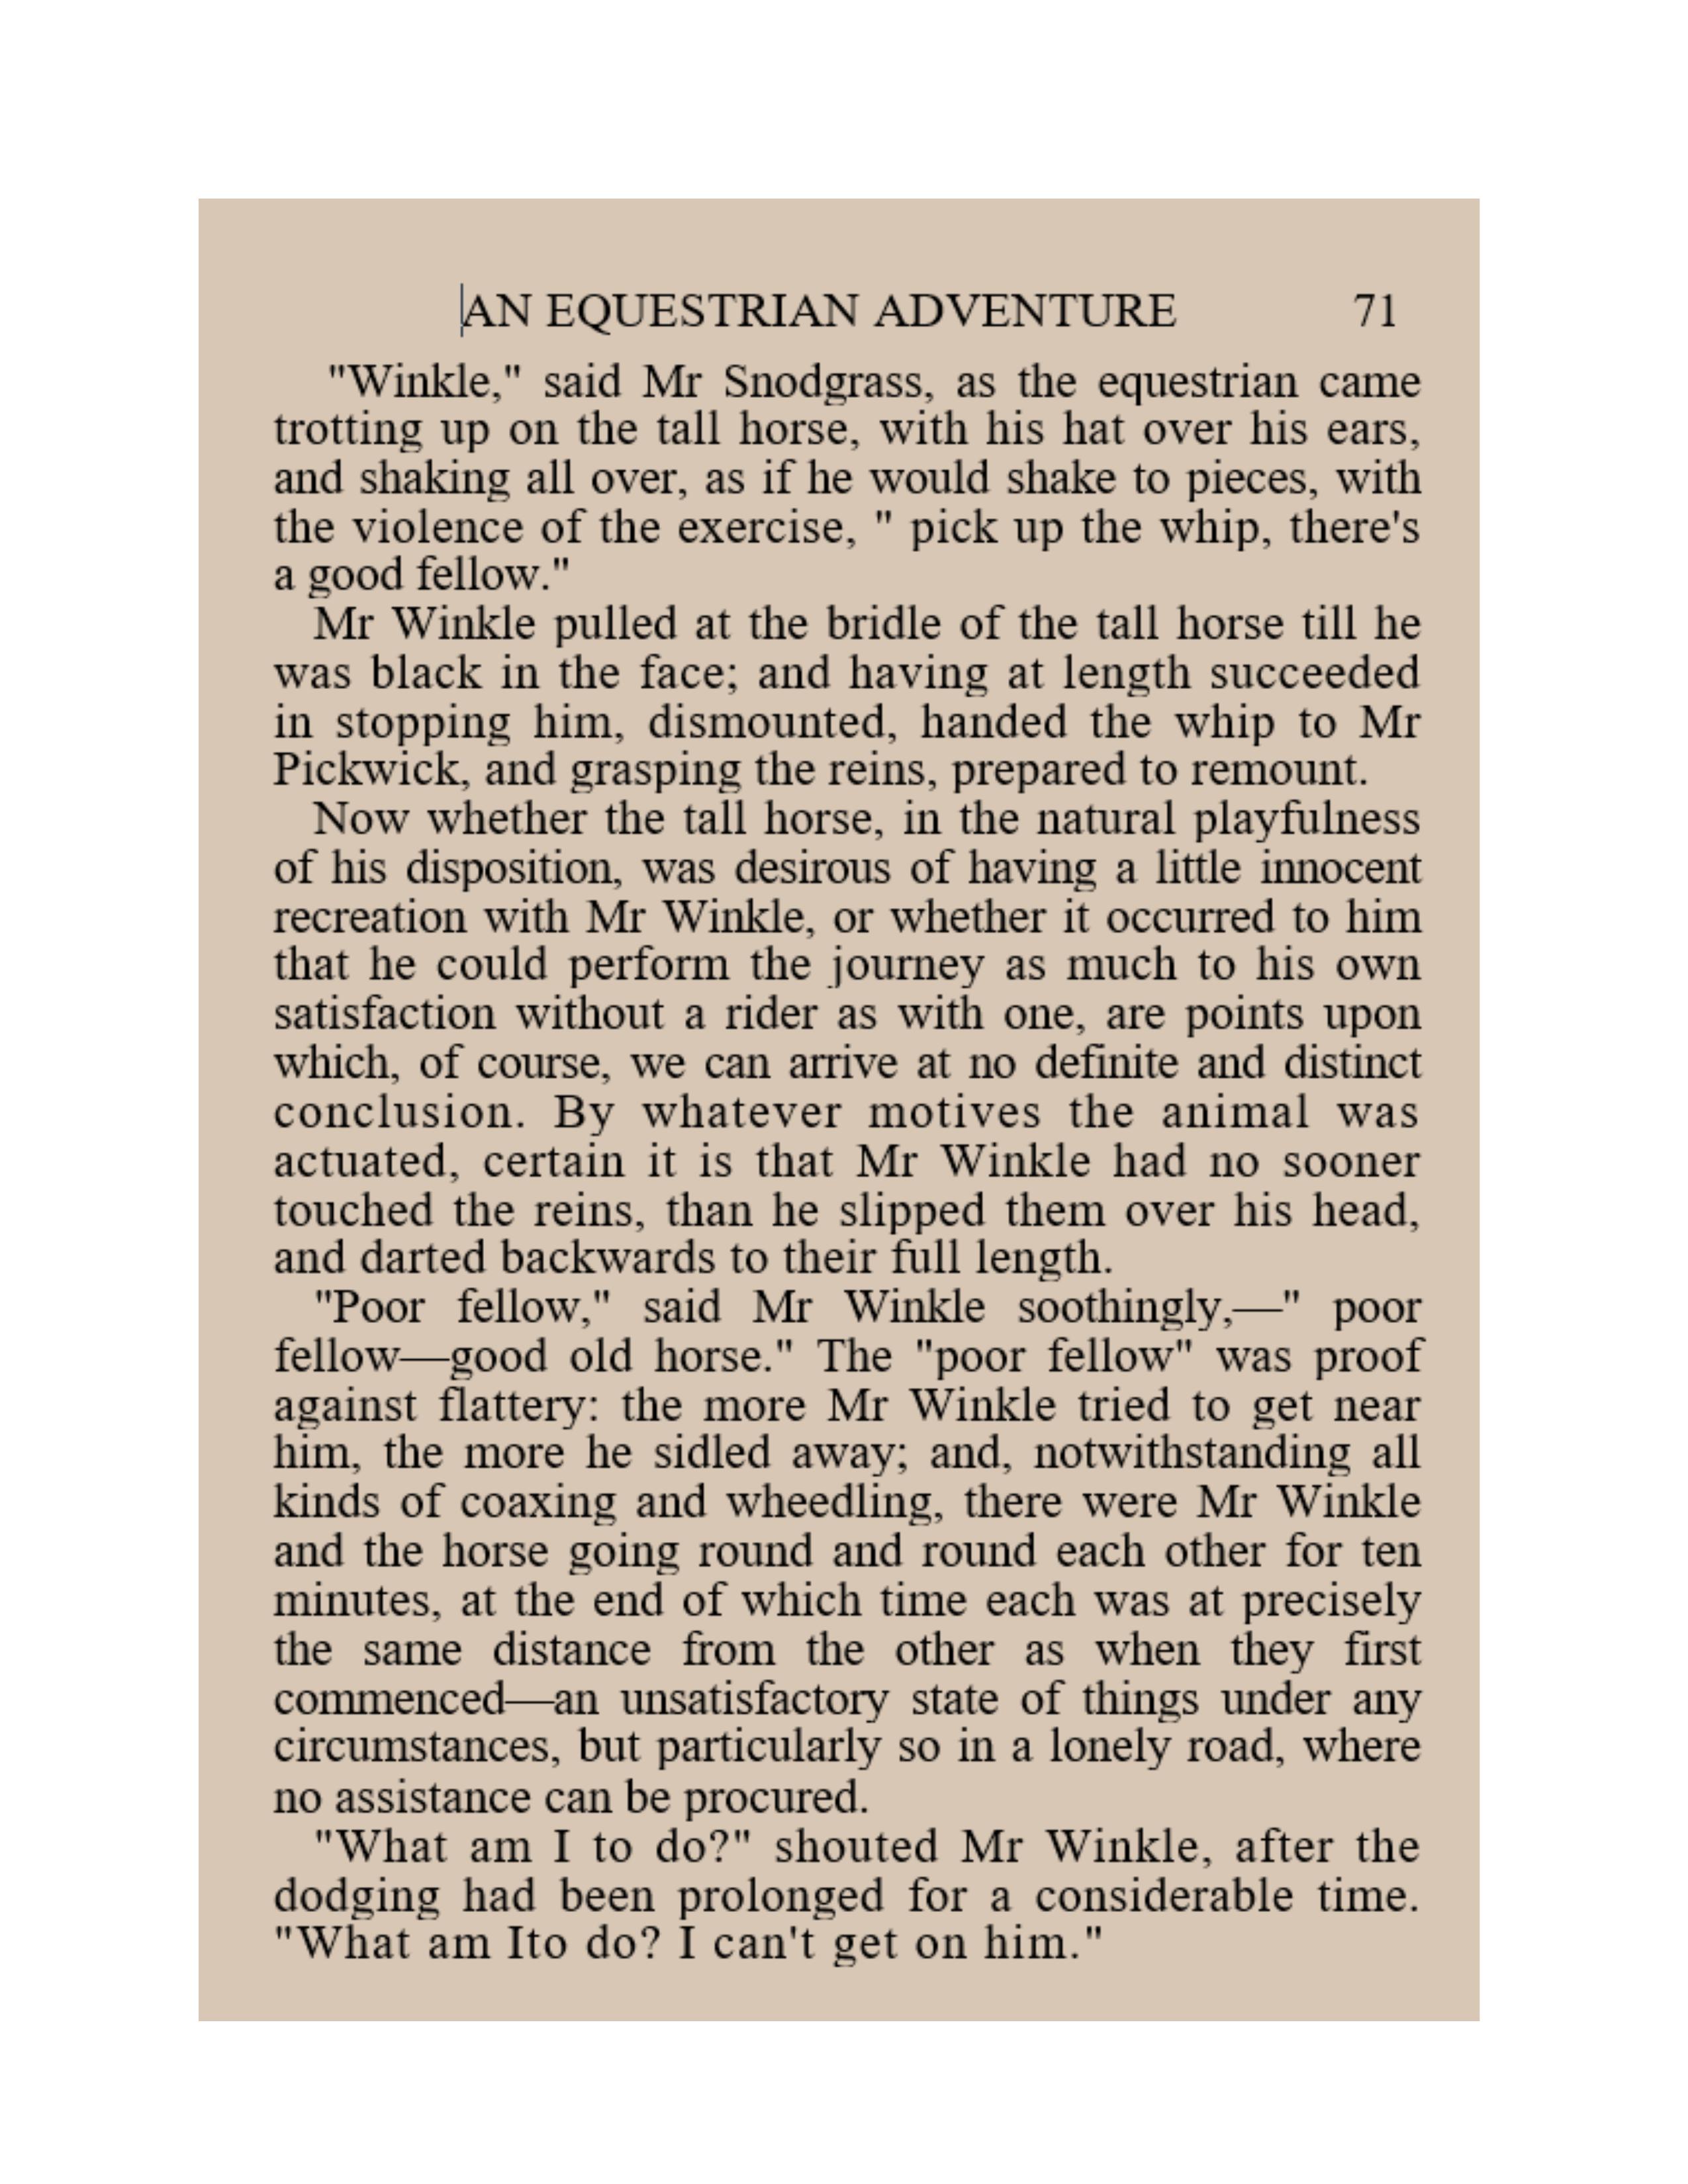 AN EQUESTRIAN ADVENTURE 71
"Winkle," said Mr Snodgrass, as the equestrian came
trotting up on the tall horse, with his hat over his ears,
and shaking all over, as if he would shake to pieces, with
the violence of the exercise, " pick up the whip, there's
a good fellow."
Mr Winkle pulled at the bridle of the tall horse till he
was black in the face; and having at length succeeded
in stopping him, dismounted, handed the whip to Mr
Pickwick, and grasping the reins, prepared to remount.
Now whether the tall horse, in the natural playfulness
of his disposition, was desirous of having a little innocent
recreation with Mr Winkle, or whether it occurred to him
that he could perform the journey as much to his own
satisfaction without a rider as with one, are points upon
which, of course, we can arrive at no definite and distinct
conclusion. By whatever motives the animal was
actuated, certain it is that Mr Winkle had no sooner
touched the reins, than he slipped them over his head,
and darted backwards to their full length.
"Poor fellow," said Mr Winkle soothingly,—" poor
fellow—good old horse." The "poor fellow" was proof
against flattery: the more Mr Winkle tried to get near
him, the more he sidled away; and, notwithstanding all
kinds of coaxing and wheedling, there were Mr Winkle
and the horse going round and round each other for ten
minutes, at the end of which time each was at precisely
the same distance from the other as when they first
commenced—an unsatisfactory state of things under any
circumstances, but particularly so in a lonely road, where
no assistance can be procured.
"What am I to do?" shouted Mr Winkle, after the
dodging had been prolonged for a considerable time.
"What am Ito do? I can't get on him."